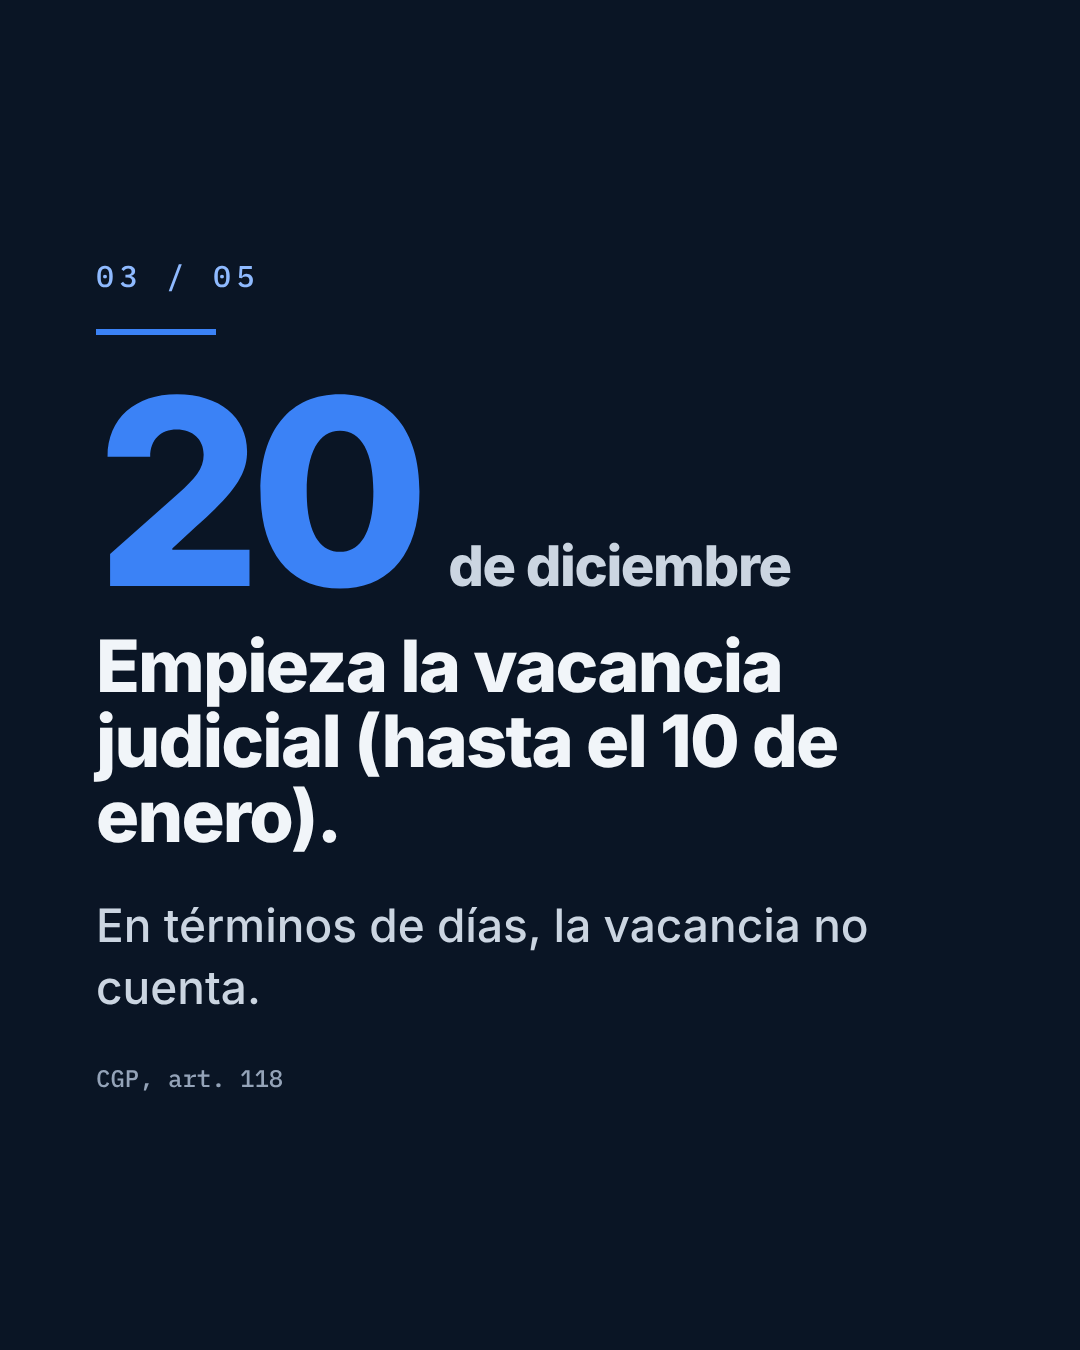 03 / 05
20 de diciembre
Empieza la vacancia
judicial (hasta el 10 de
enero).
En términos de días, la vacancia no
cuenta.
CGP, art. 118